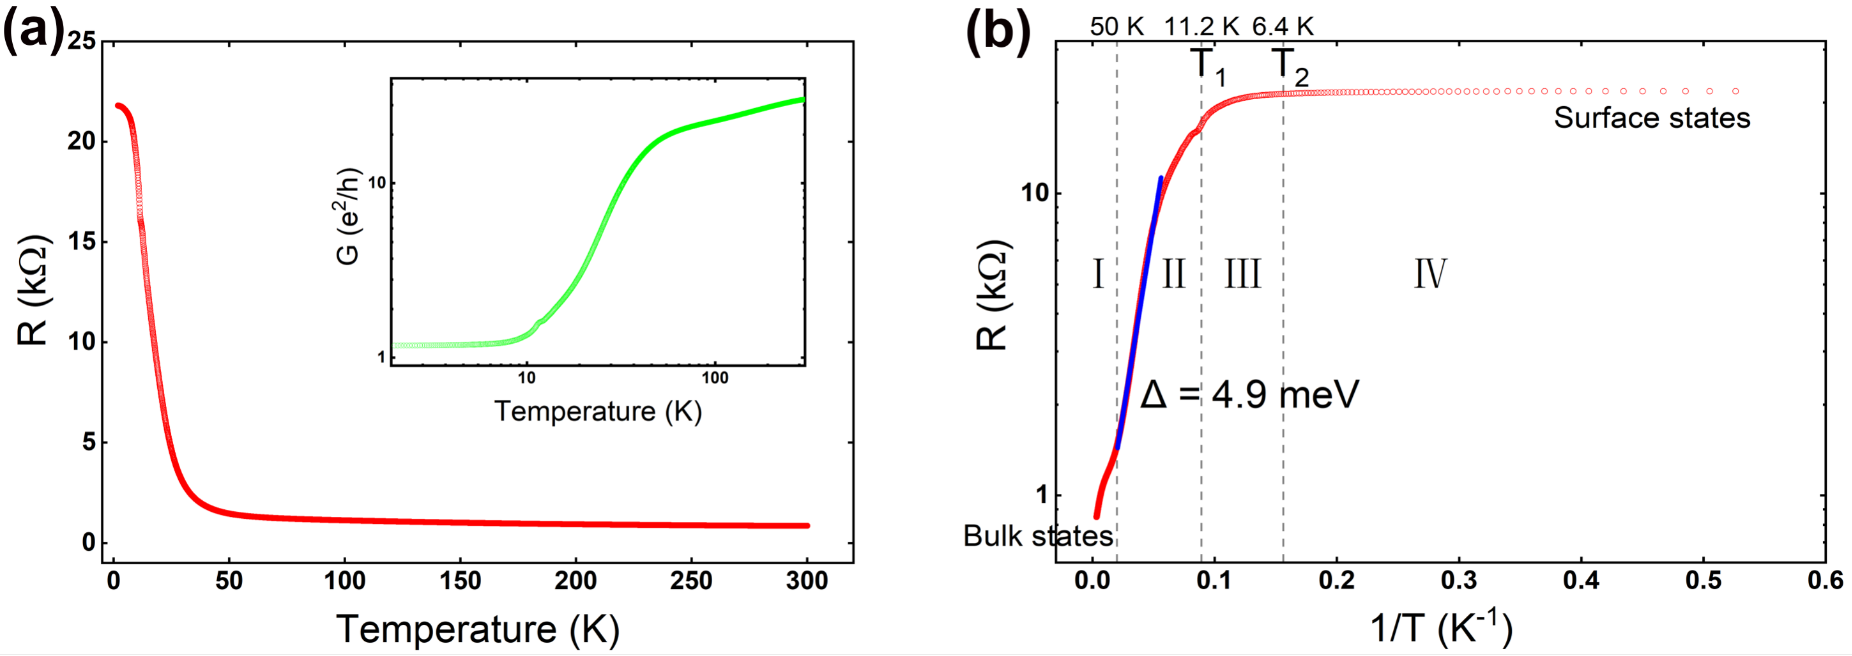 (a)
25
20
15
10
5
0
R (kΩ)
0 50 100 150 200 250 300
Temperature (K)
10
1
G (e²/h)
10 100
Temperature (K)
(b)
50 K 11.2 K 6.4 K
T₁ T₂
Surface states
10
1
R (kΩ)
I II III IV
Δ = 4.9 meV
Bulk states
0.0 0.1 0.2 0.3 0.4 0.5 0.6
1/T (K⁻¹)